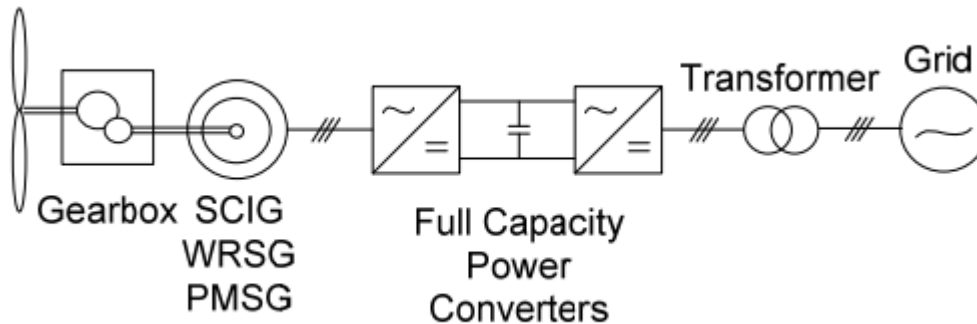 Transformer
Grid
Gearbox
SCIG
WRSG
PMSG
Full Capacity
Power
Converters